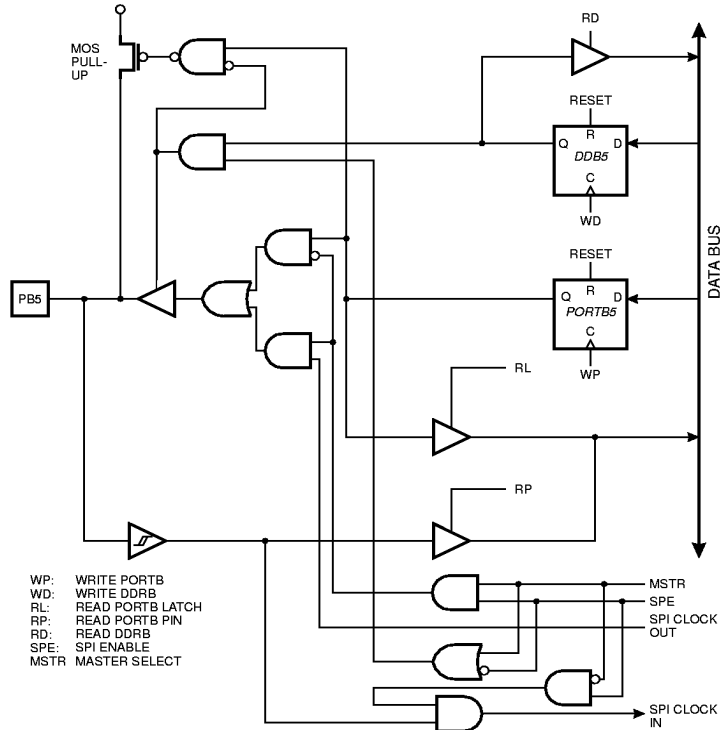 RD
MOS
PULL-
UP
RESET
R
Q
DDB5
D
C
WD
RESET
PB5
Q
R
D
PORTB5
C
WP
DATA BUS
RL
RP
WP: WRITE PORTB
WD: WRITE DDRB
RL: READ PORTB LATCH
RP: READ PORTB PIN
RD: READ DDRB
SPE: SPI ENABLE
MSTR MASTER SELECT
MSTR
SPE
SPI CLOCK
OUT
SPI CLOCK
IN